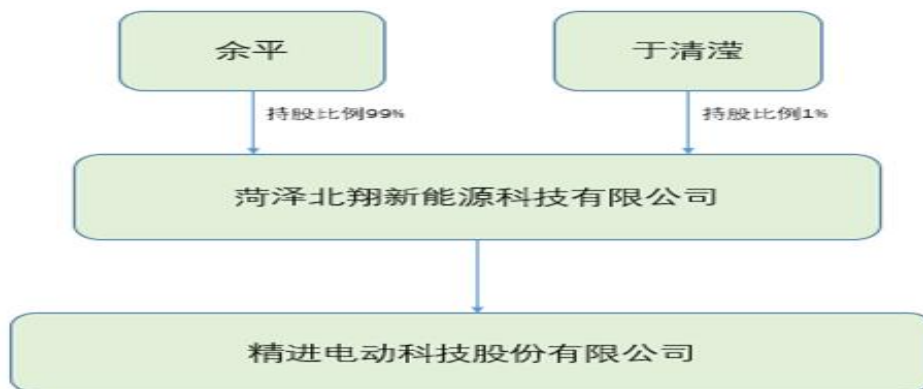 余平
于清滢
持股比例99%
持股比例1%
菏泽北翔新能源科技有限公司
精进电动科技股份有限公司